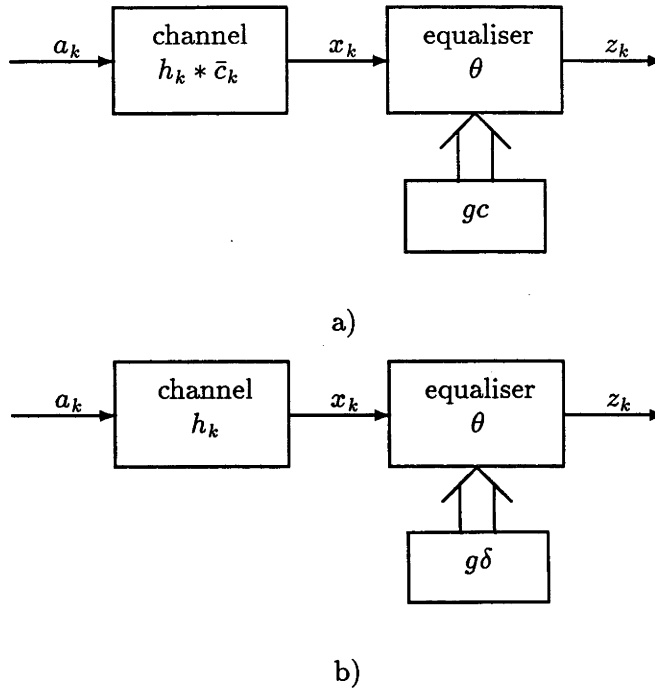 a_k
channel
h_k * c̄_k
x_k
equaliser
θ
z_k
gc
a)
a_k
channel
h_k
x_k
equaliser
θ
z_k
gδ
b)